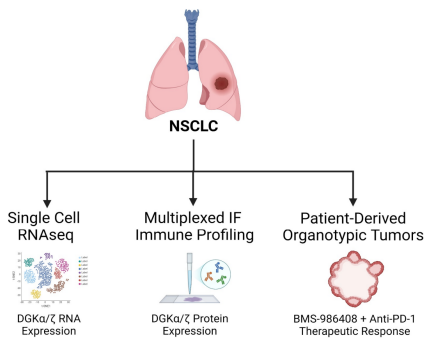 NSCLC
Single Cell
RNAseq
Multiplexed IF
Immune Profiling
Patient-Derived
Organotypic Tumors
DGKα/ζ RNA
Expression
DGKα/ζ Protein
Expression
BMS-986408 + Anti-PD-1
Therapeutic Response